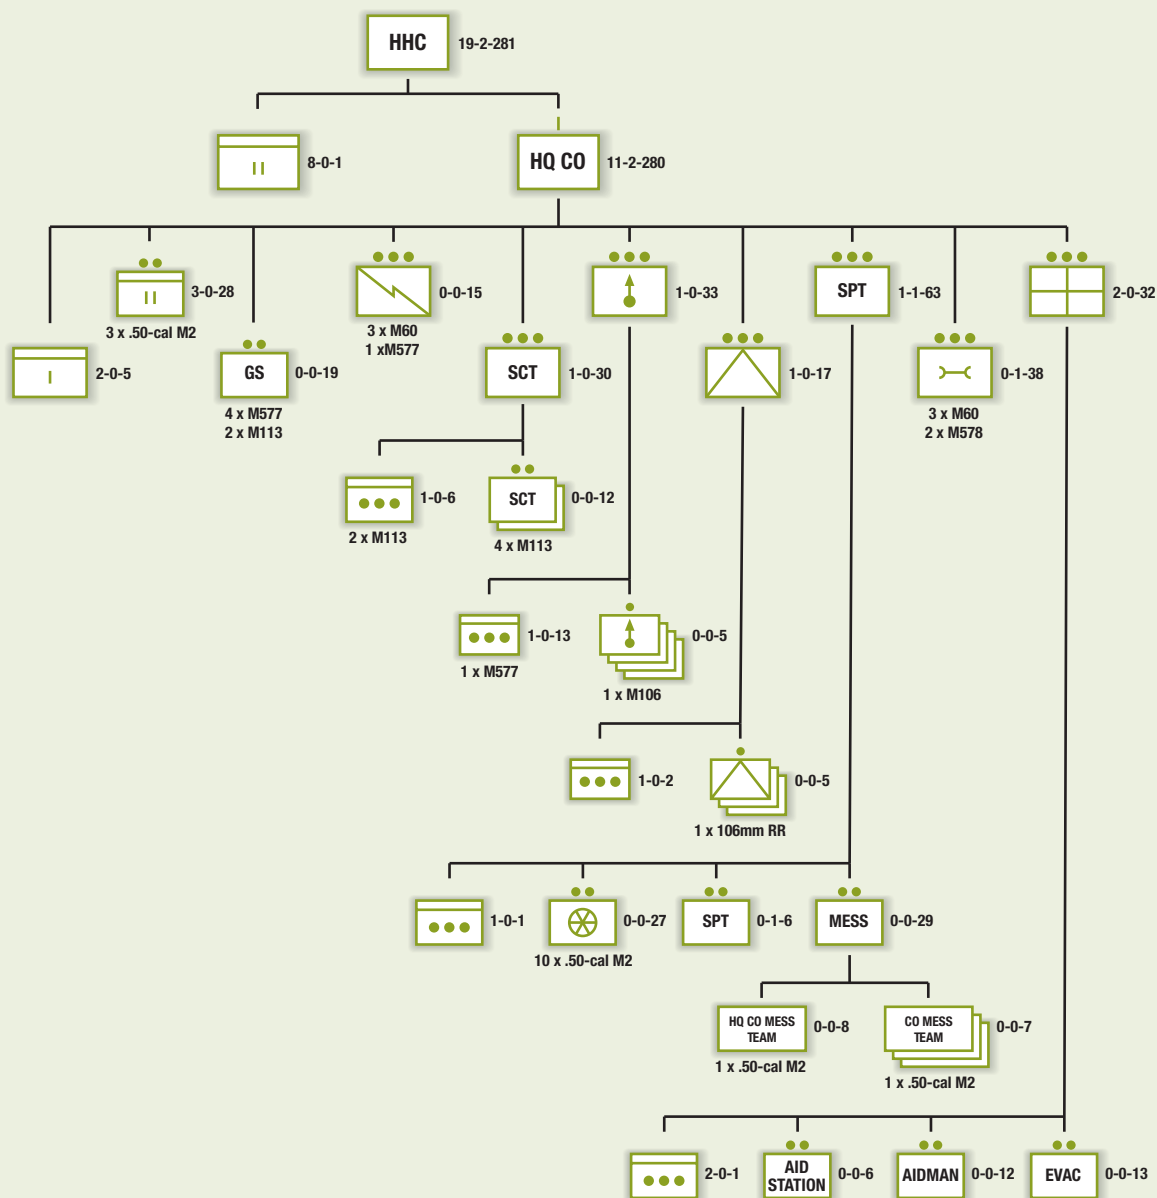 HHC
19-2-281
8-0-1
HQ CO
11-2-280
3-0-28
3 x .50-cal M2
0-0-15
3 x M60
1 xM577
1-0-33
SPT
1-1-63
2-0-32
2-0-5
GS
0-0-19
4 x M577
2 x M113
SCT
1-0-30
1-0-17
0-1-38
3 x M60
2 x M578
1-0-6
2 x M113
SCT
0-0-12
4 x M113
1-0-13
1 x M577
0-0-5
1 x M106
1-0-2
0-0-5
1 x 106mm RR
1-0-1
0-0-27
10 x .50-cal M2
SPT
0-1-6
MESS
0-0-29
HQ CO MESS
TEAM
0-0-8
1 x .50-cal M2
CO MESS
TEAM
0-0-7
1 x .50-cal M2
2-0-1
AID
STATION
0-0-6
AIDMAN
0-0-12
EVAC
0-0-13